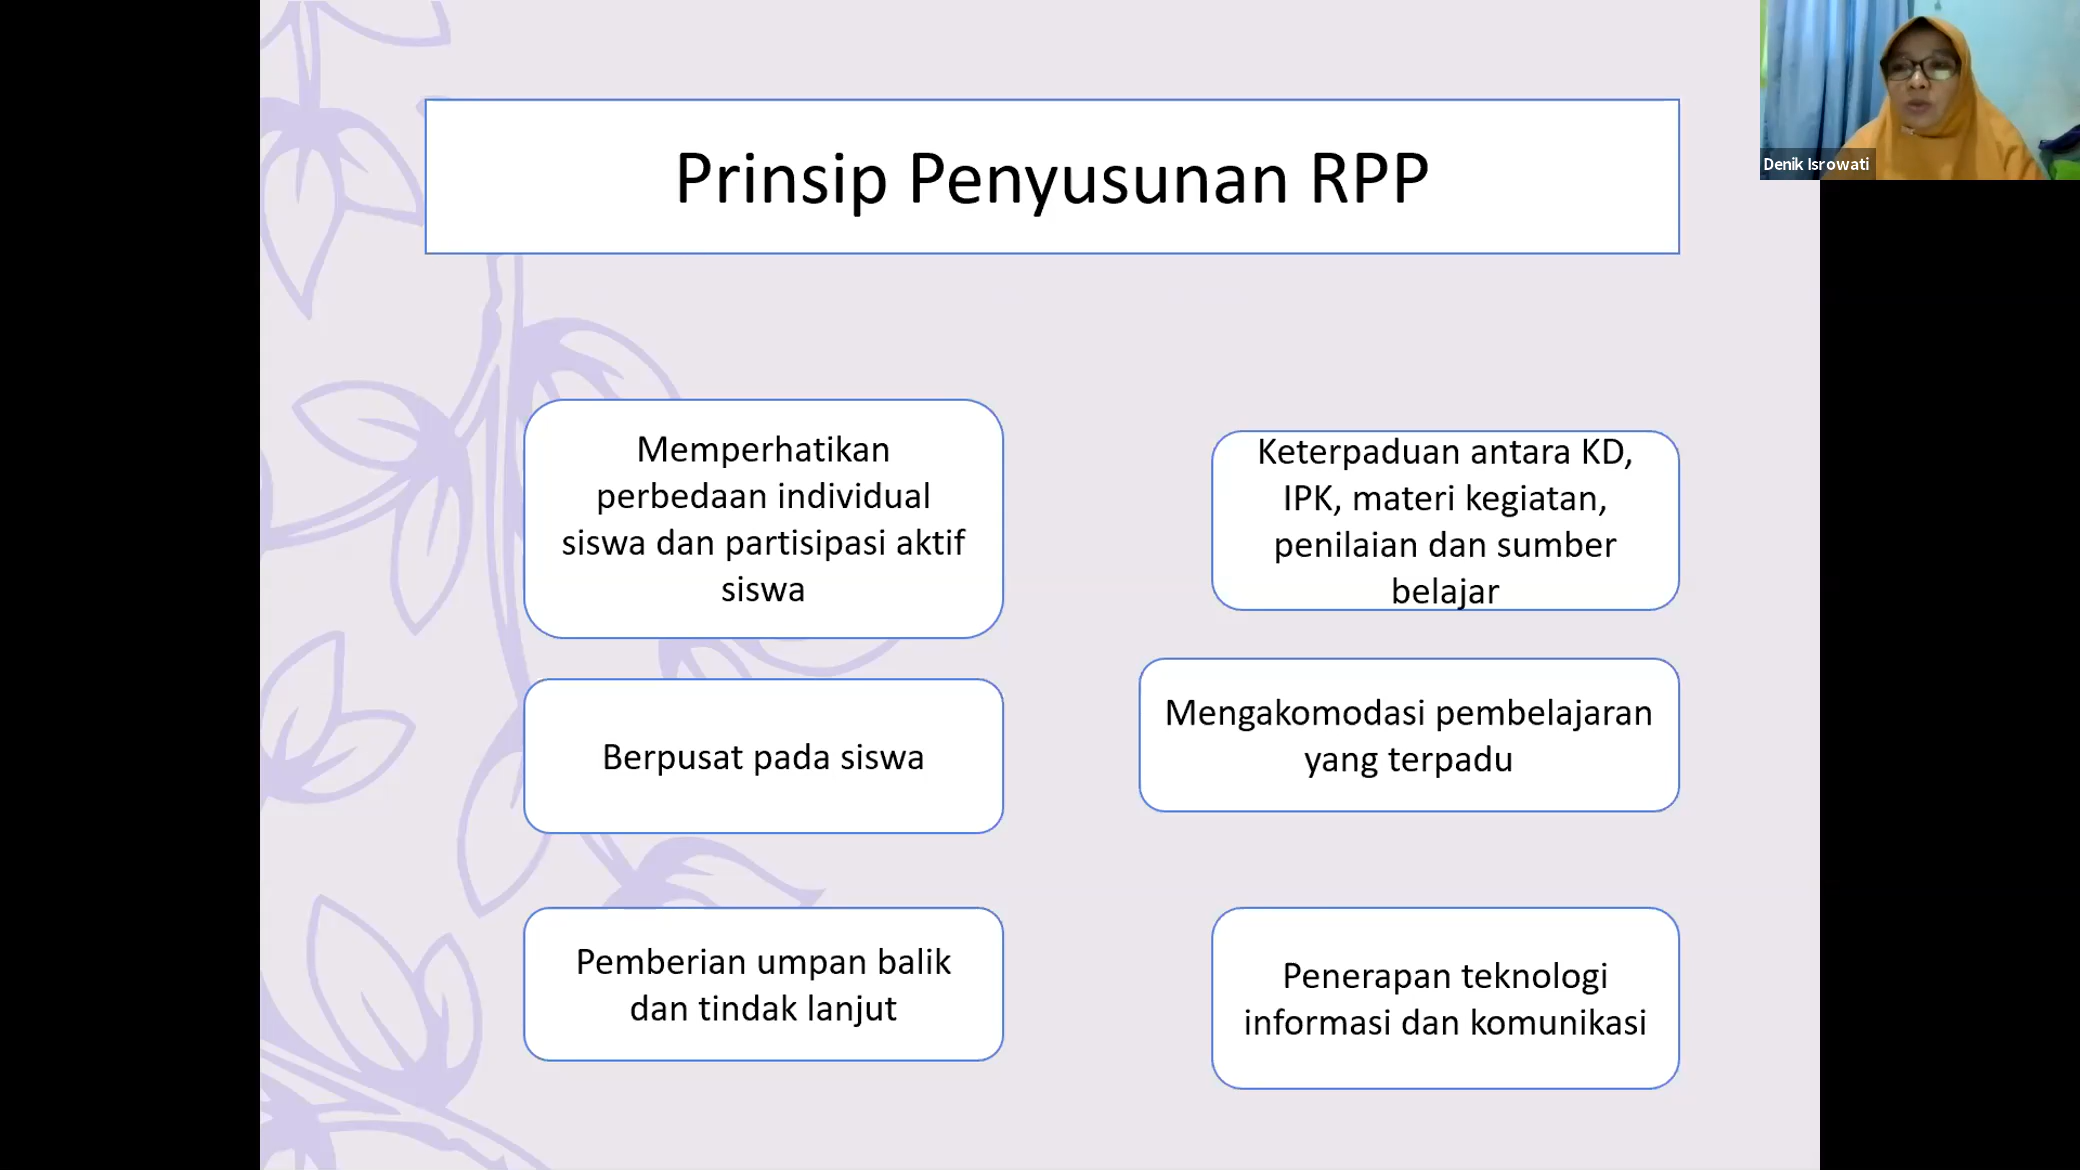 Prinsip Penyusunan RPP
Denik Isrowati
Memperhatikan
perbedaan individual
siswa dan partisipasi aktif
siswa
Keterpaduan antara KD,
IPK, materi kegiatan,
penilaian dan sumber
belajar
Berpusat pada siswa
Mengakomodasi pembelajaran
yang terpadu
Pemberian umpan balik
dan tindak lanjut
Penerapan teknologi
informasi dan komunikasi